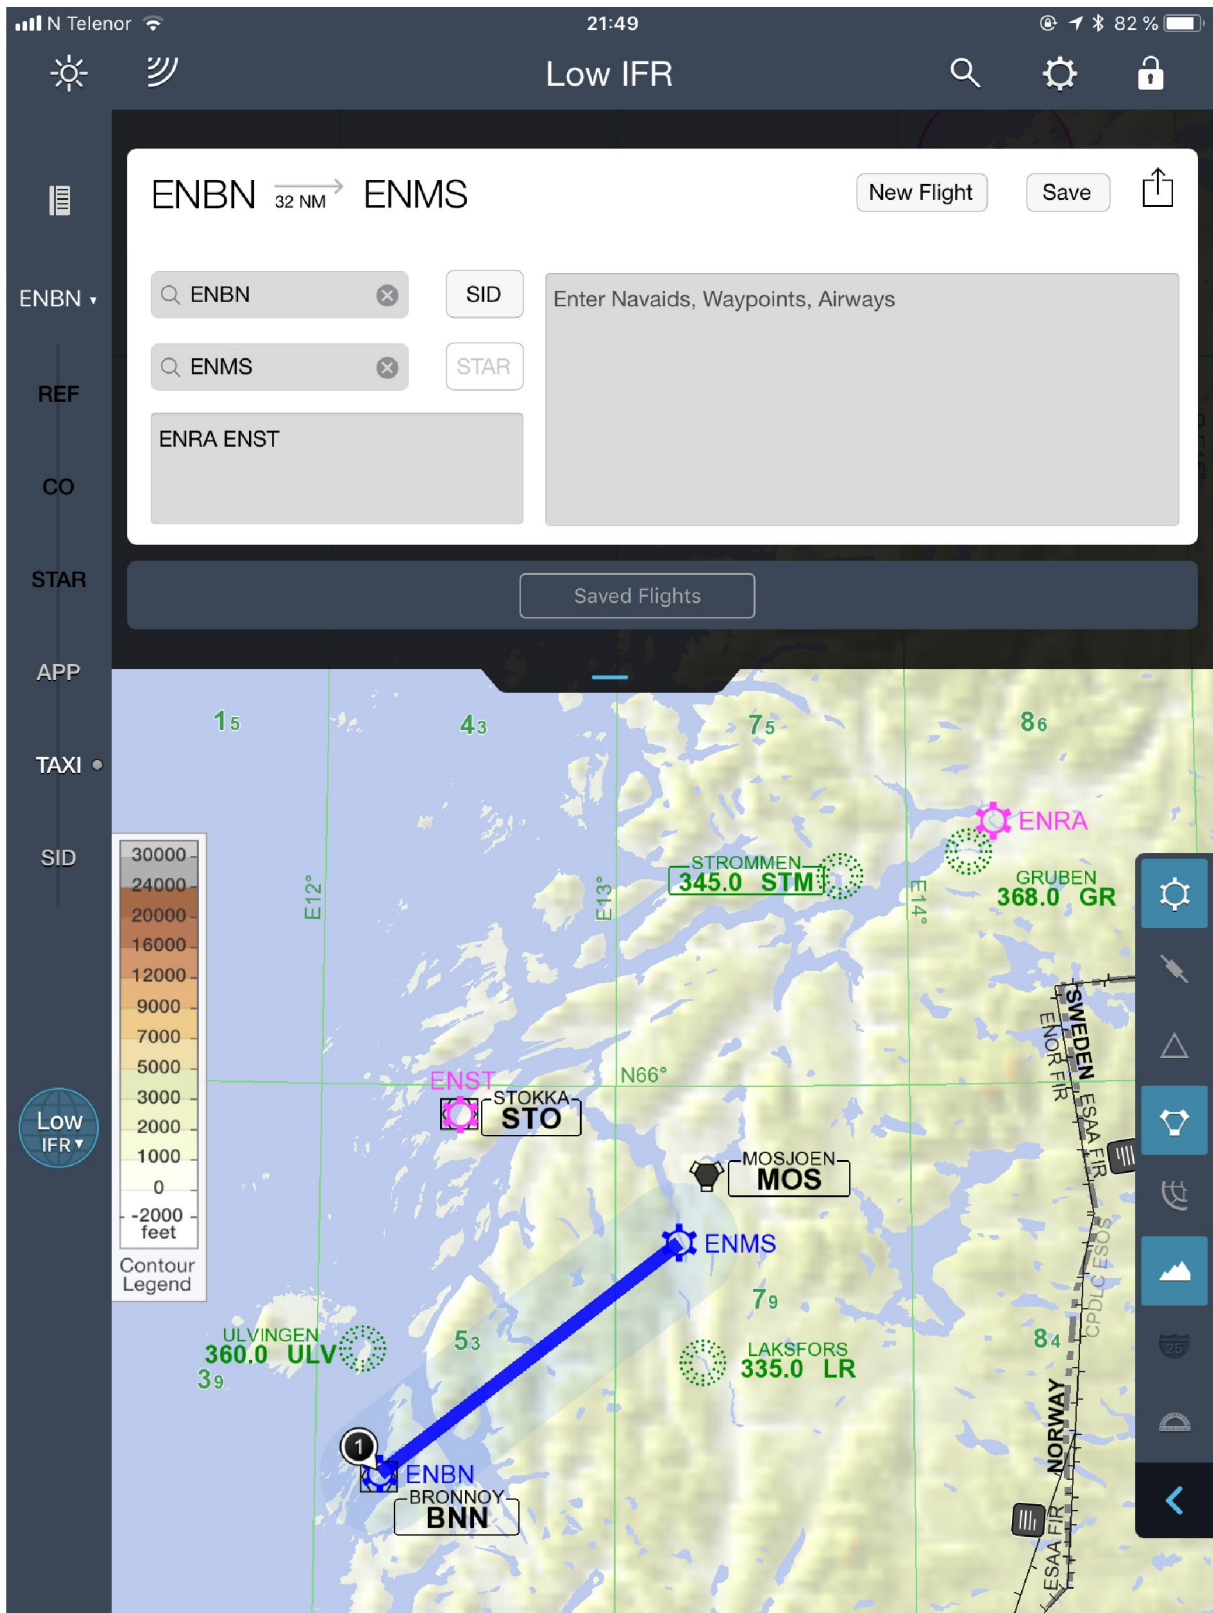 N Telenor
21:49
82 %
Low IFR
ENBN 32 NM ENMS
New Flight
Save
ENBN
SID
Enter Navaids, Waypoints, Airways
ENMS
STAR
ENRA ENST
Saved Flights
ENBN
REF
CO
STAR
APP
TAXI
SID
Low
IFR
15
43
75
86
ENRA
STROMMEN
345.0 STM
GRUBEN
368.0 GR
E12°
E13°
E14°
30000
24000
20000
16000
12000
9000
7000
5000
3000
2000
1000
0
-2000
feet
Contour
Legend
SWEDEN
ENOR FIR
ESAA FIR
N66°
ENST
STOKKA
STO
MOSJOEN
MOS
ENMS
CPDLC ESOS
79
53
84
ULVINGEN
360.0 ULV
39
LAKSFORS
335.0 LR
25
NORWAY
1
ENBN
BRONNOY
BNN
ESAA FIR